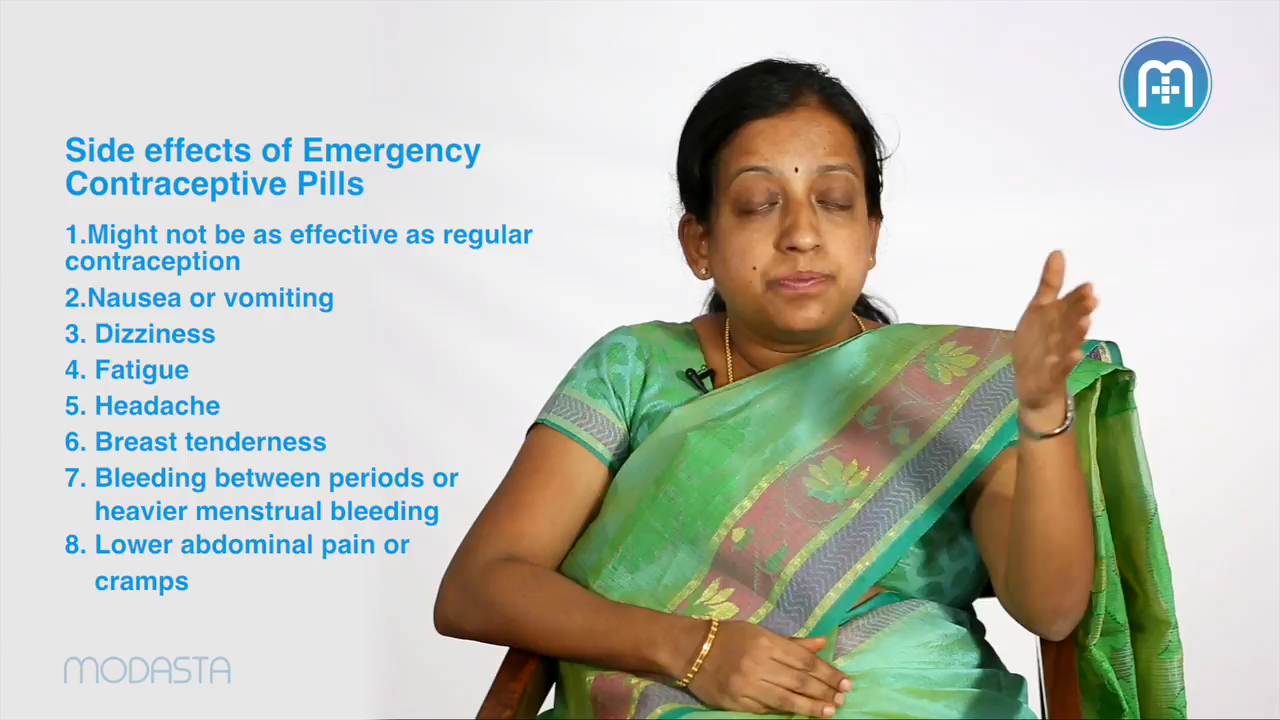 Side effects of Emergency
Contraceptive Pills
1.Might not be as effective as regular
contraception
2.Nausea or vomiting
3. Dizziness
4. Fatigue
5. Headache
6. Breast tenderness
7. Bleeding between periods or
heavier menstrual bleeding
8. Lower abdominal pain or
cramps
MODASTA